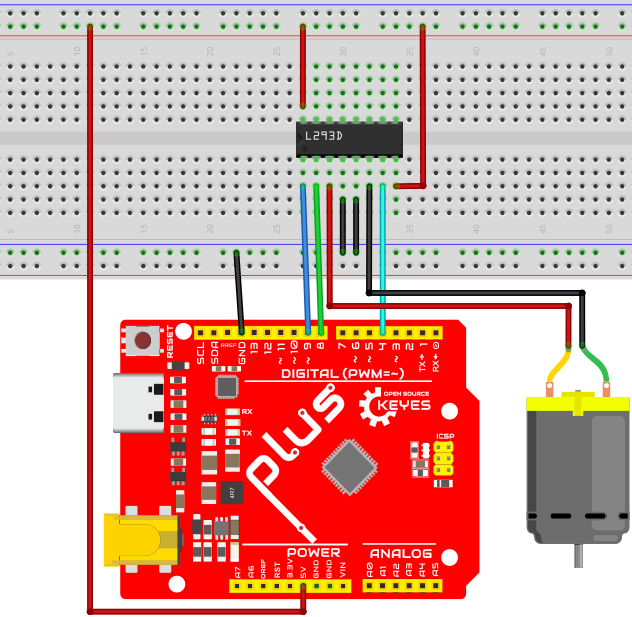 5
10
15
20
25
30
35
40
45
50
L293D
5
10
15
20
35
40
45
50
RESET
SCL
SDA
AREF
GND
13
12
~11
~10
~9
8
7
~6
~5
4
~3
2
TX→1
RX←0
DIGITAL (PWM=~)
OPEN SOURCE
KEYES
RX
TX
plus
ICSP
4R7
POWER
ANALOG
A7
A6
DREF
RST
3.3V
5V
GND
GND
VIN
A0
A1
A2
A3
A4
A5